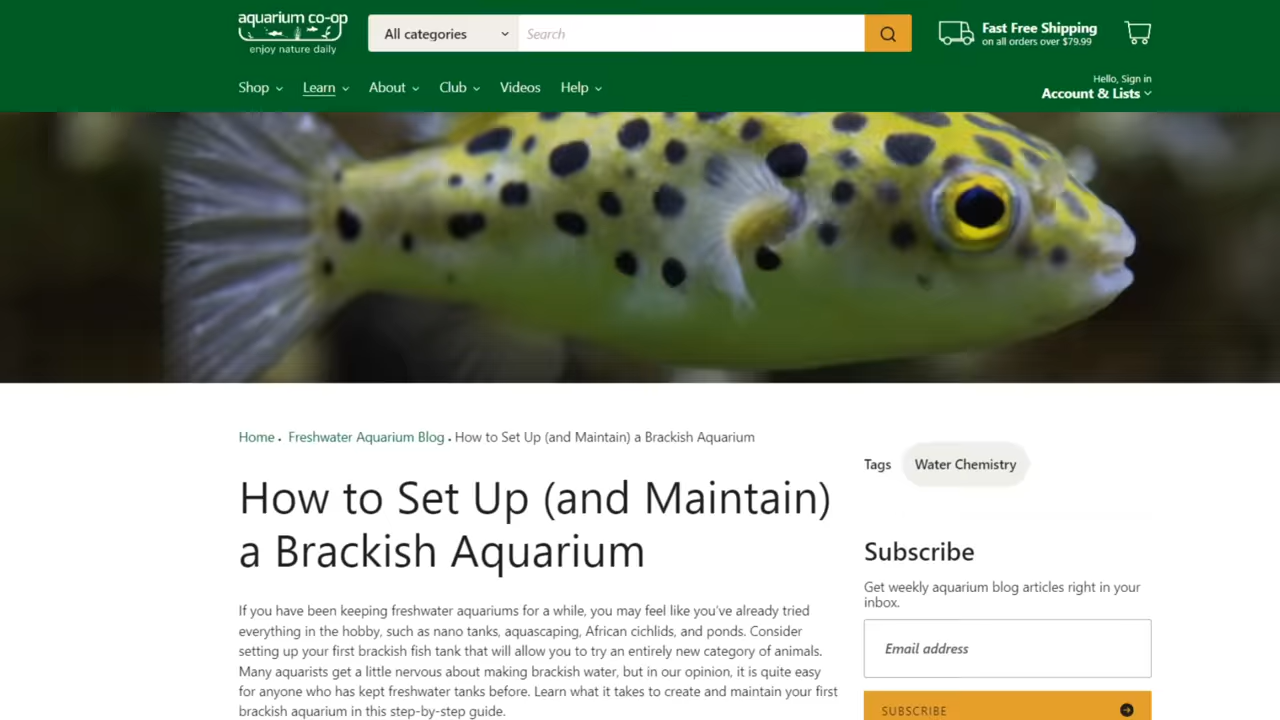 aquarium co-op
enjoy nature daily
All categories
Search
Fast Free Shipping
on all orders over $79.99
Shop
Learn
About
Club
Videos
Help
Hello, Sign in
Account & Lists
Home • Freshwater Aquarium Blog • How to Set Up (and Maintain) a Brackish Aquarium
How to Set Up (and Maintain)
a Brackish Aquarium
If you have been keeping freshwater aquariums for a while, you may feel like you've already tried
everything in the hobby, such as nano tanks, aquascaping, African cichlids, and ponds. Consider
setting up your first brackish fish tank that will allow you to try an entirely new category of animals.
Many aquarists get a little nervous about making brackish water, but in our opinion, it is quite easy
for anyone who has kept freshwater tanks before. Learn what it takes to create and maintain your first
brackish aquarium in this step-by-step guide.
Tags
Water Chemistry
Subscribe
Get weekly aquarium blog articles right in your
inbox.
Email address
SUBSCRIBE